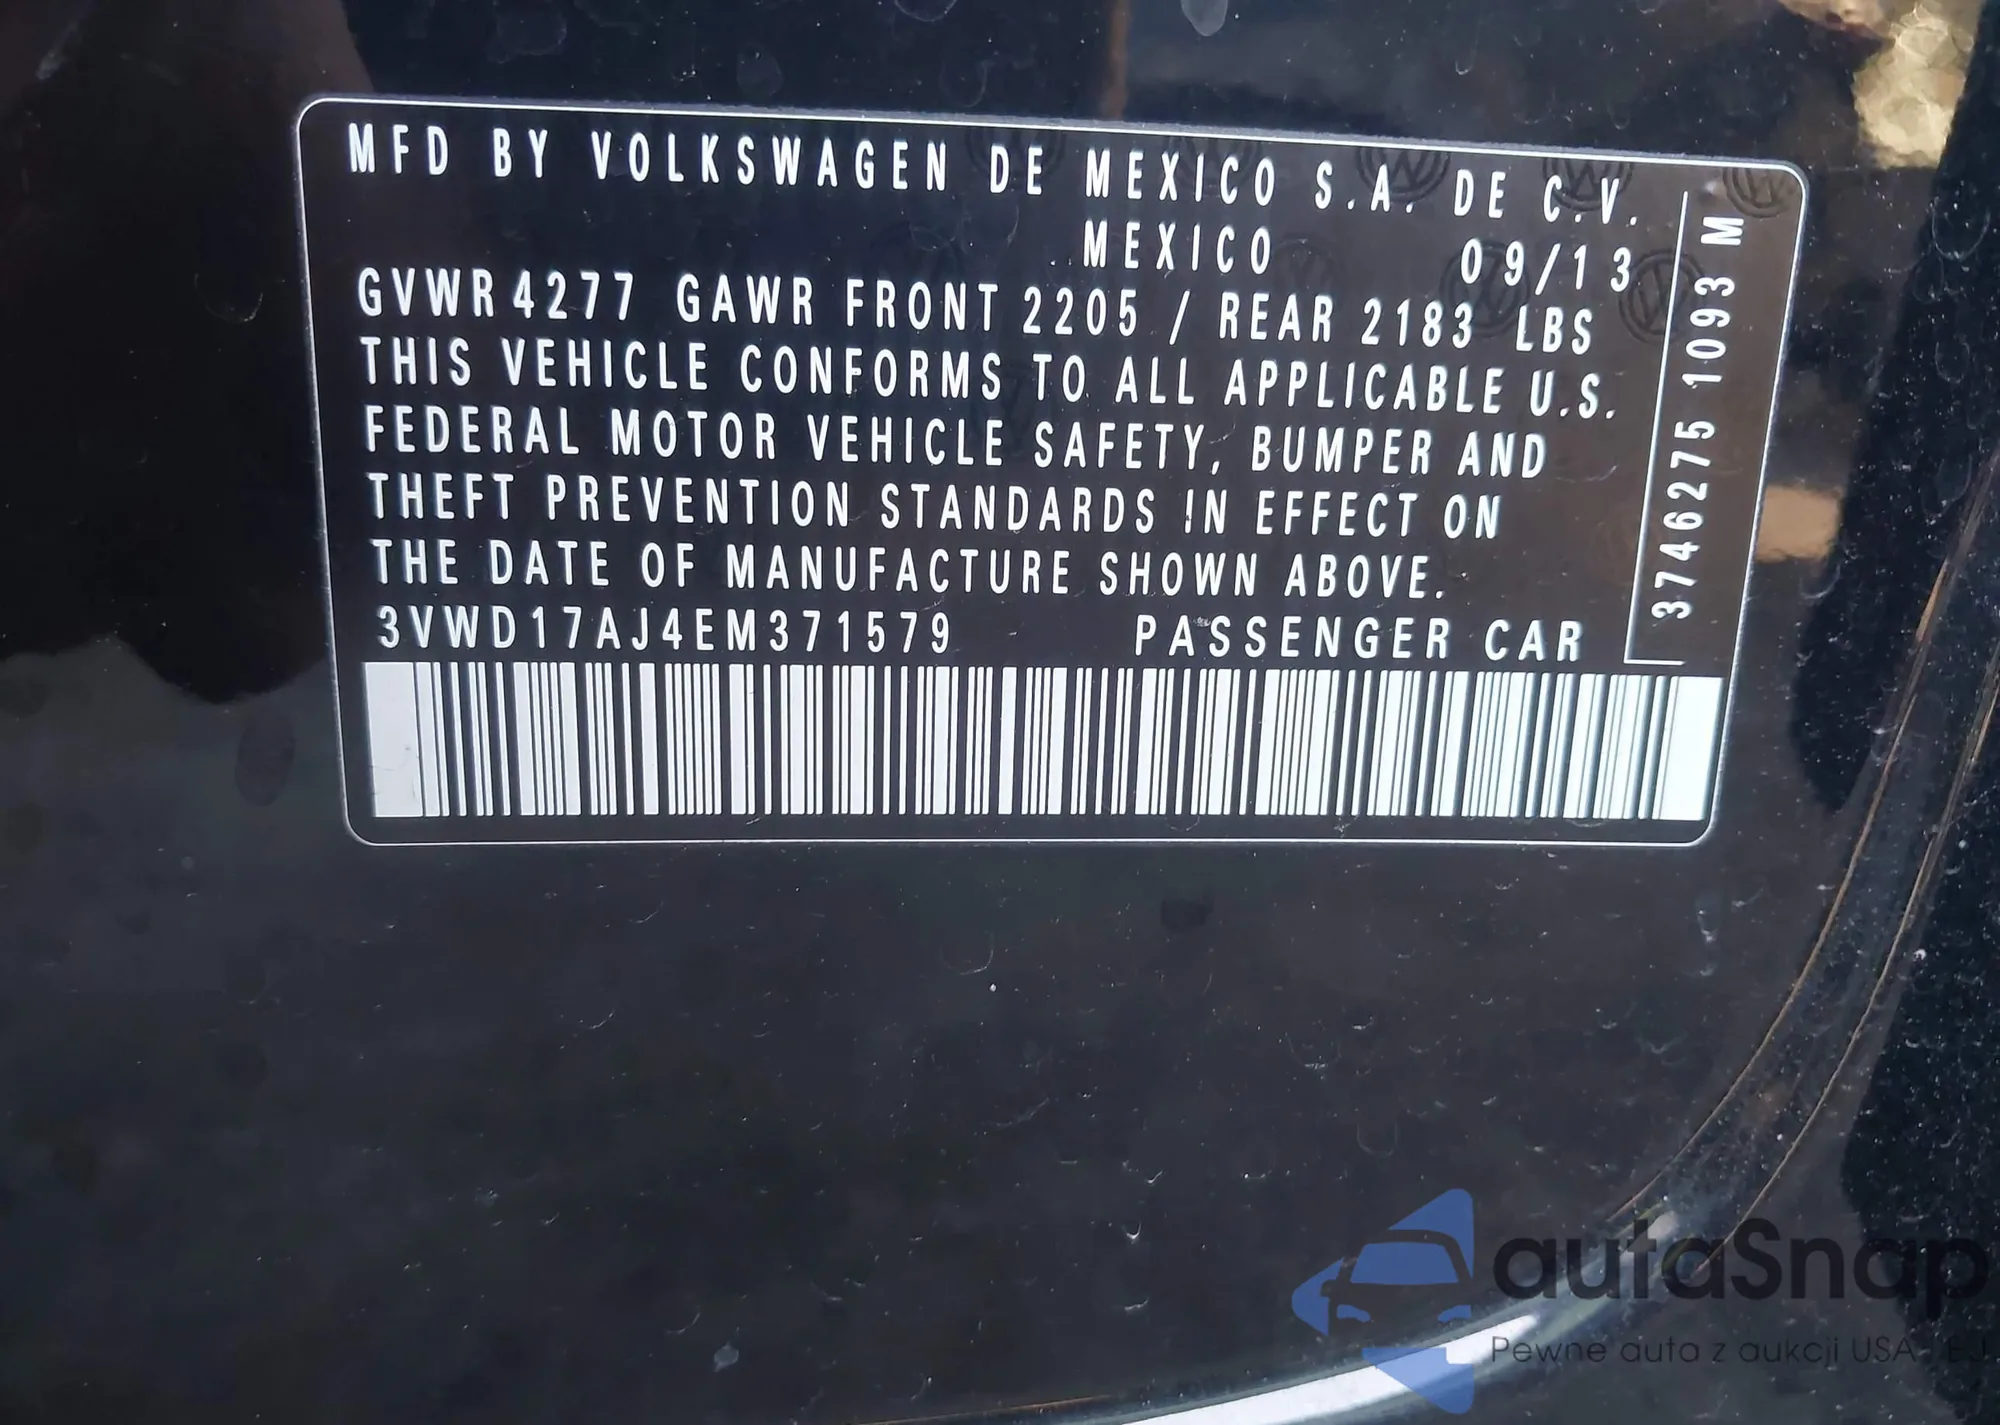 MFD BY VOLKSWAGEN DE MEXICO S.A. DE C.V.
MEXICO 09/13
GVWR 4277 GAWR FRONT 2205 / REAR 2183 LBS
THIS VEHICLE CONFORMS TO ALL APPLICABLE U.S.
FEDERAL MOTOR VEHICLE SAFETY, BUMPER AND
THEFT PREVENTION STANDARDS IN EFFECT ON
THE DATE OF MANUFACTURE SHOWN ABOVE.
3VWD17AJ4EM371579 PASSENGER CAR
3746275 1093 M
autaSnap
Pewne auta z aukcji USA